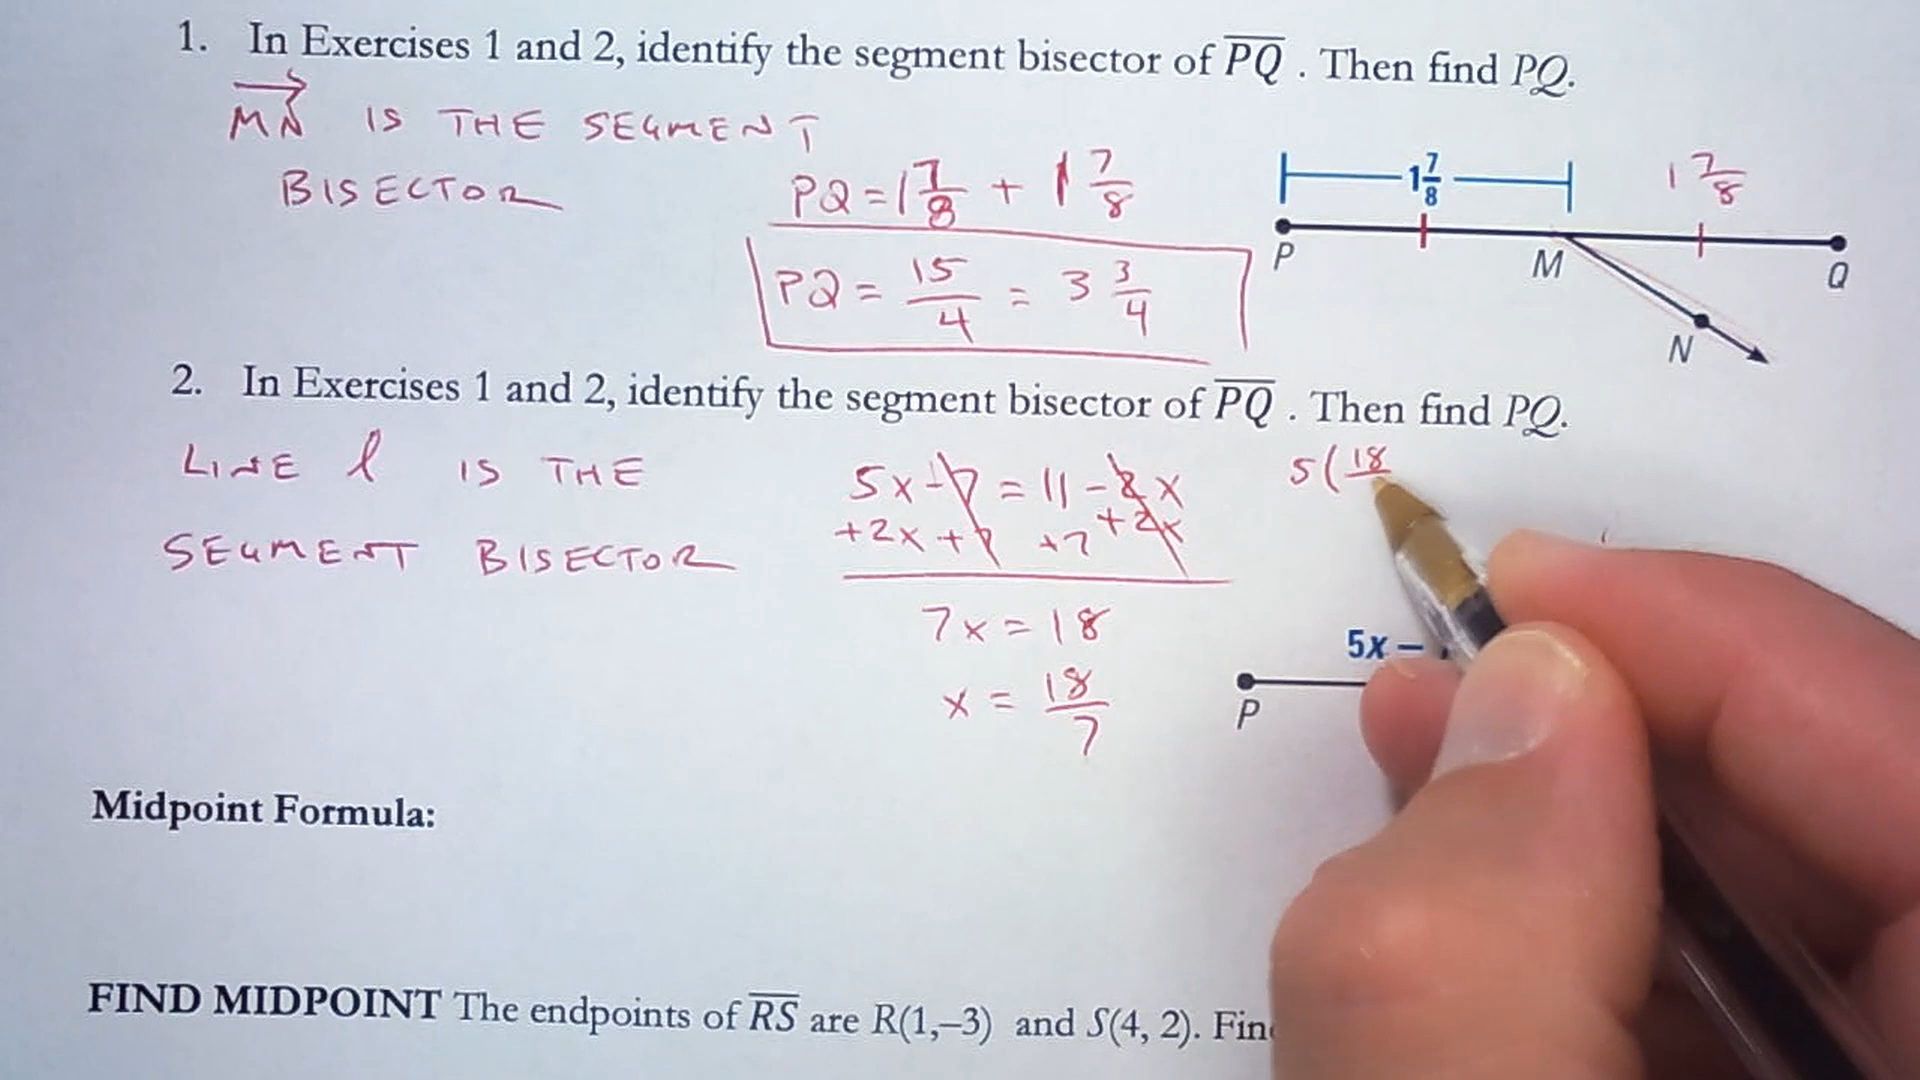 1. In Exercises 1 and 2, identify the segment bisector of PQ . Then find PQ.
MN IS THE SEGMENT
BISECTOR
PQ = 1 7/8 + 1 7/8
PQ = 15/4 = 3 3/4
1 7/8
1 7/8
P
M
Q
N
2. In Exercises 1 and 2, identify the segment bisector of PQ . Then find PQ.
LINE l IS THE
SEGMENT BISECTOR
5x-7 = 11-2x
+2x+7 +7+2x
7x = 18
x = 18/7
5(18
5x –
P
Midpoint Formula:
FIND MIDPOINT The endpoints of RS are R(1,–3) and S(4, 2).